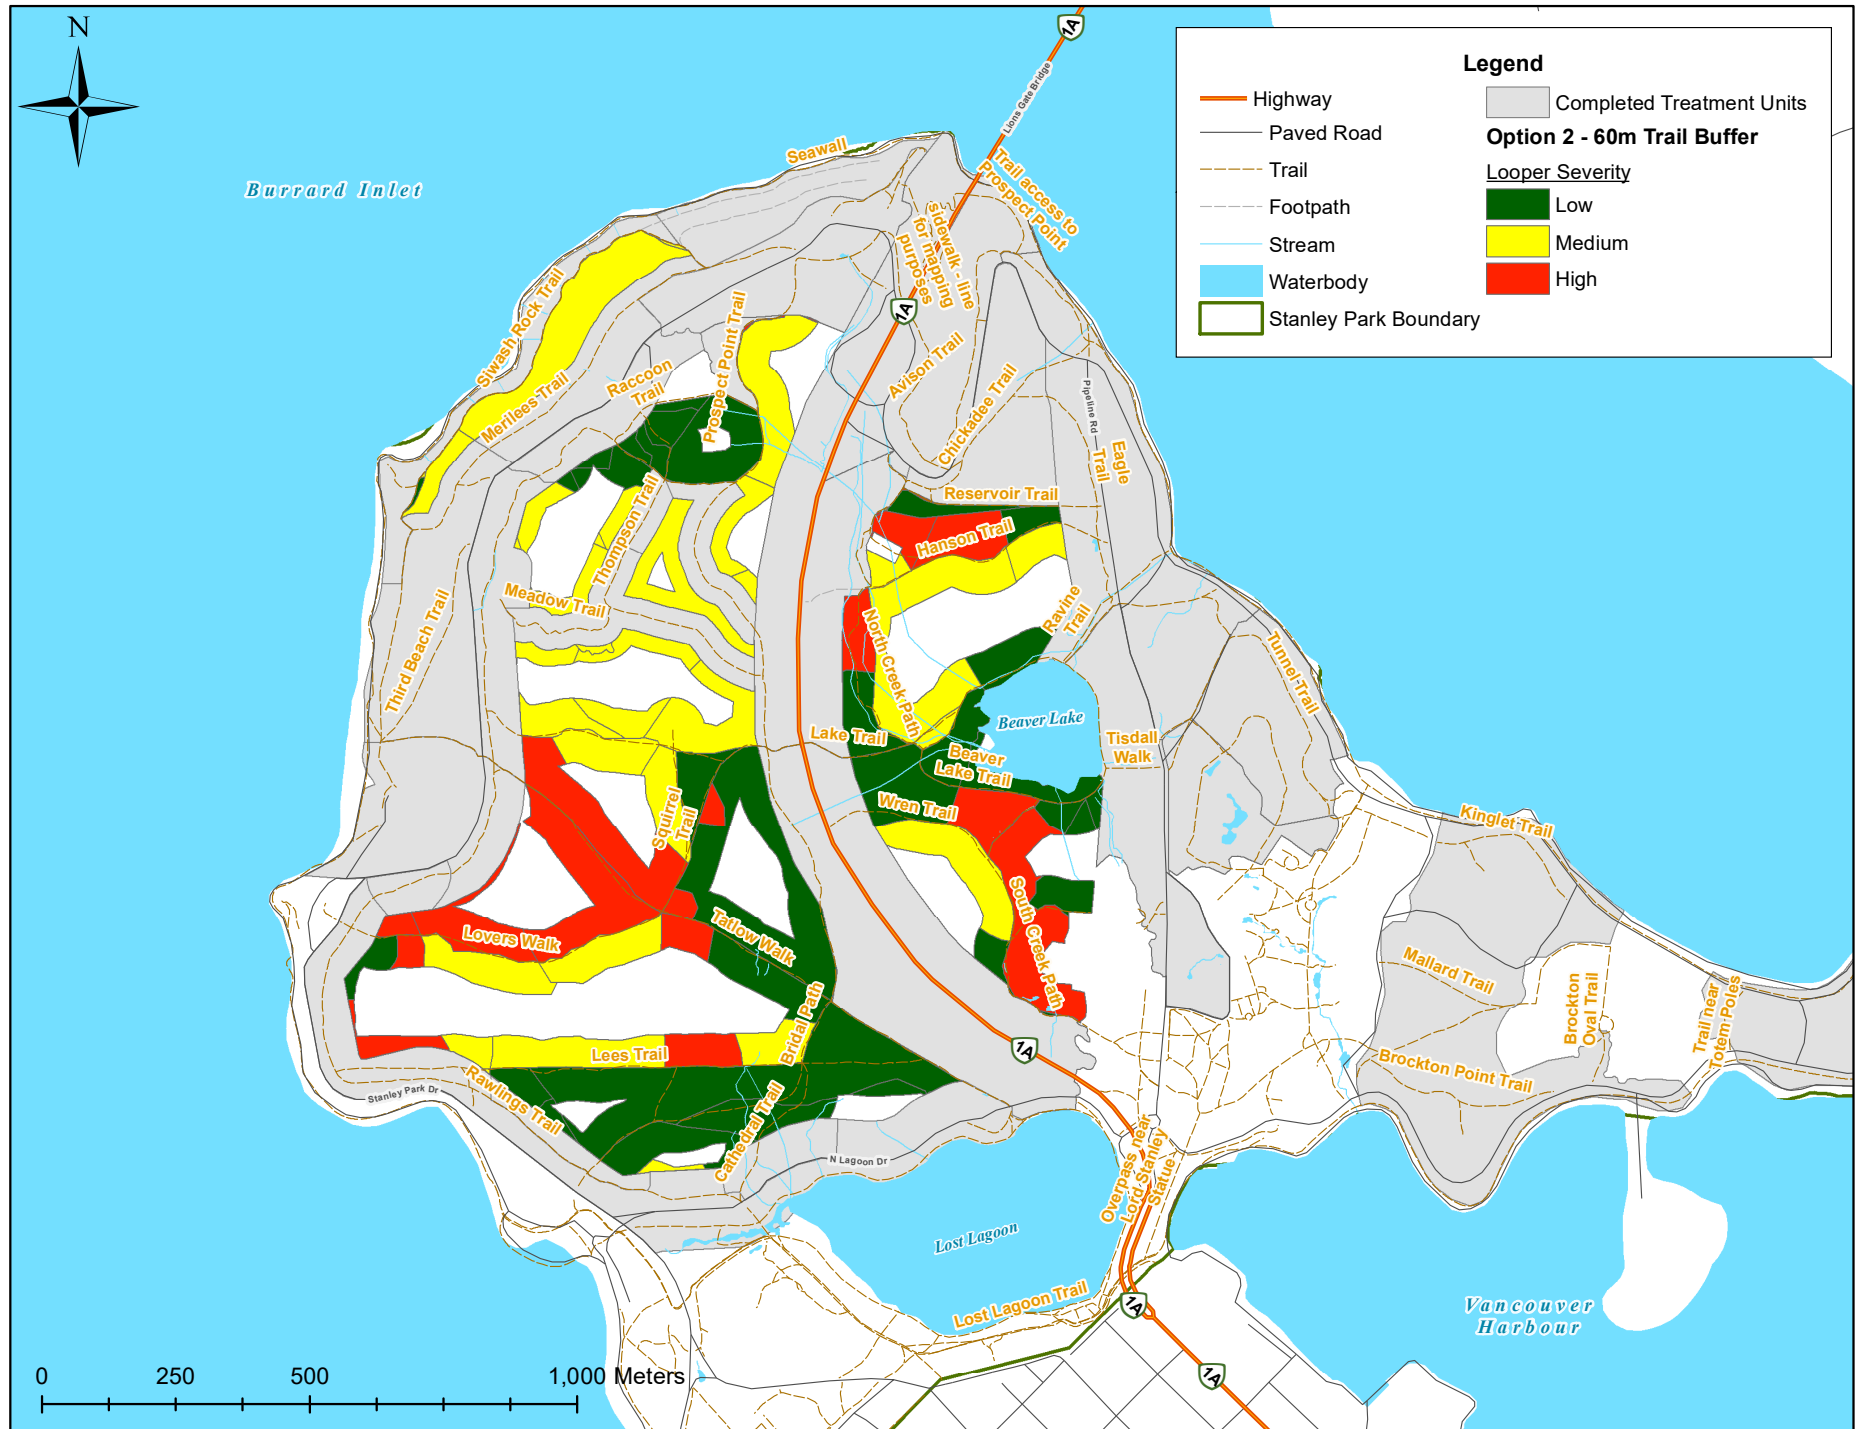 N
1A
Lions Gate Bridge
Legend
Highway
Paved Road
Trail
Footpath
Stream
Waterbody
Stanley Park Boundary
Completed Treatment Units
Option 2 - 60m Trail Buffer
Looper Severity
Low
Medium
High
Burrard Inlet
Seawall
Trail access to
Prospect Point
sidewalk - line
for mapping
purposes
1A
Siwash Rock Trail
Merilees Trail
Raccoon
Trail
Prospect Point Trail
Avison Trail
Chickadee Trail
Pipeline Rd
Eagle
Trail
Reservoir Trail
Hanson Trail
Thompson Trail
Meadow Trail
Third Beach Trail
North Creek Path
Ravine
Trail
Tunnel Trail
Beaver Lake
Lake Trail
Beaver
Lake Trail
Tisdall
Walk
Wren Trail
Squirrel
Trail
Kinglet Trail
South Creek Path
Lovers Walk
Tatlow Walk
Mallard Trail
Brockton
Oval Trail
Trail near
Totem Poles
Bridal Path
Lees Trail
1A
Brockton Point Trail
Rawlings Trail
Stanley Park Dr
Cathedral Trail
N Lagoon Dr
Overpass near
Lord Stanley
Statue
Lost Lagoon
Lost Lagoon Trail
1A
Vancouver
Harbour
1A
0 250 500 1,000 Meters